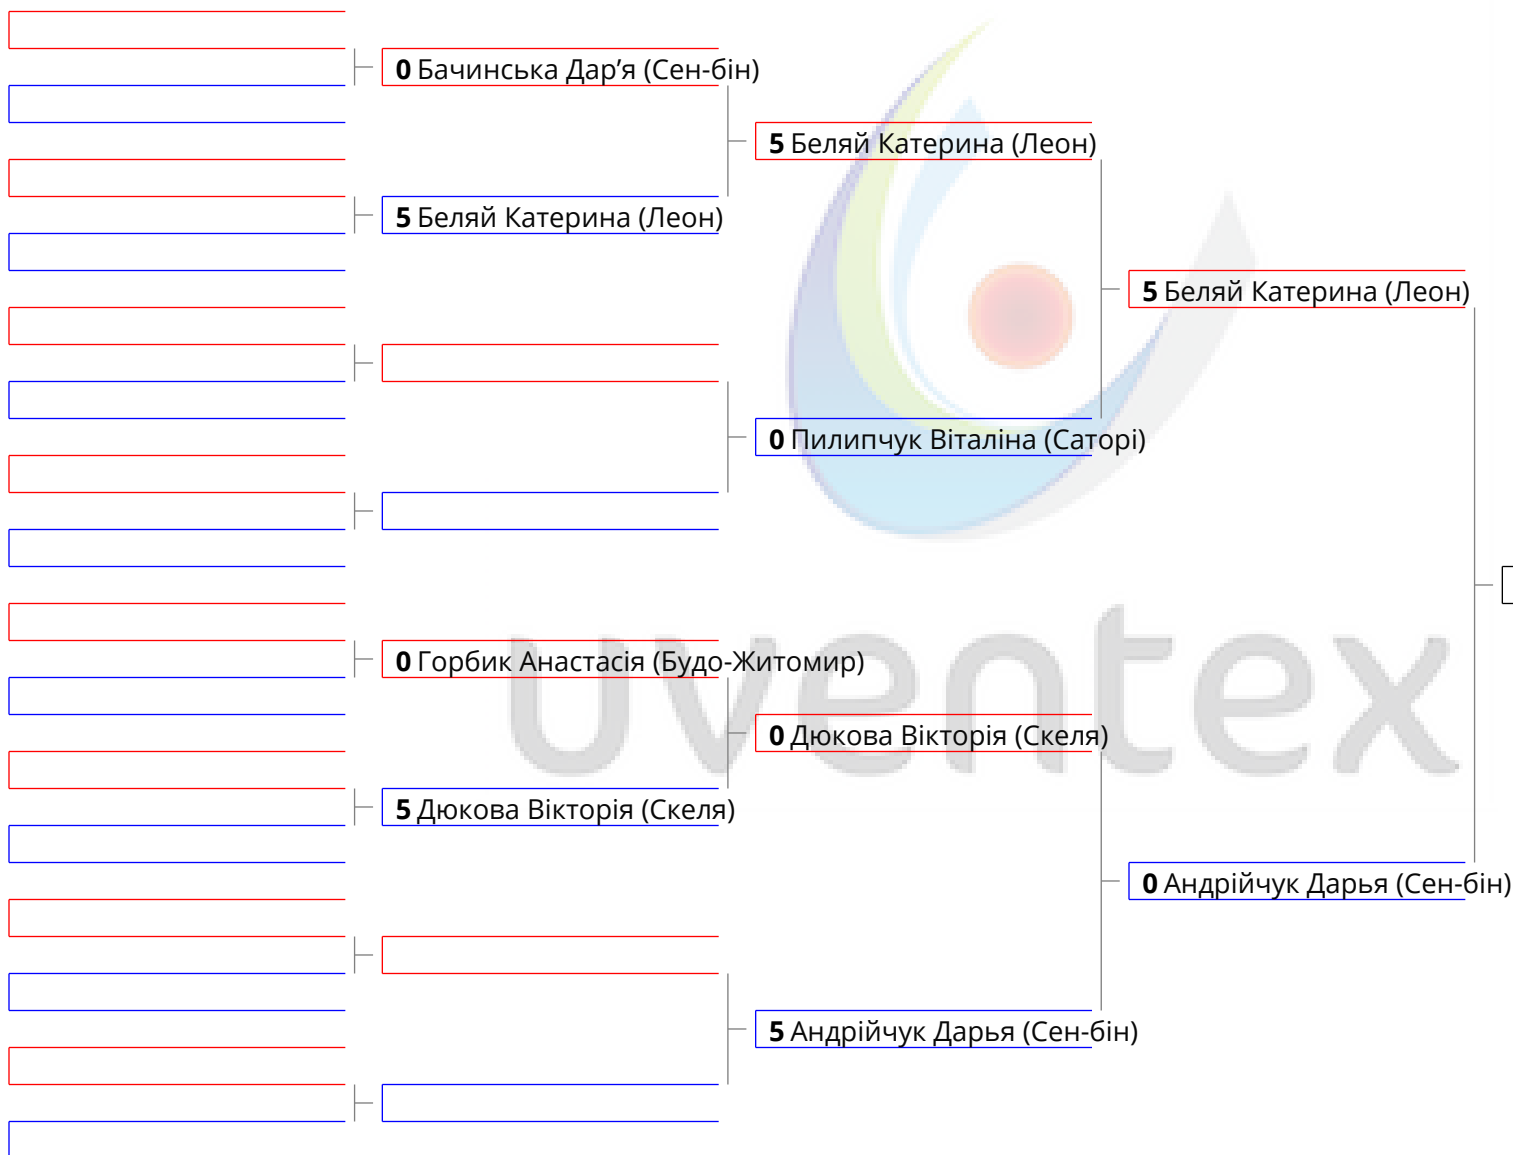 0 Бачинська Дар’я (Сен-бін)
5 Беляй Катерина (Леон)
5 Беляй Катерина (Леон)
5 Беляй Катерина (Леон)
0 Пилипчук Віталіна (Саторі)
0 Горбик Анастасія (Будо-Житомир)
0 Дюкова Вікторія (Скеля)
5 Дюкова Вікторія (Скеля)
0 Андрійчук Дарья (Сен-бін)
5 Андрійчук Дарья (Сен-бін)
uventex